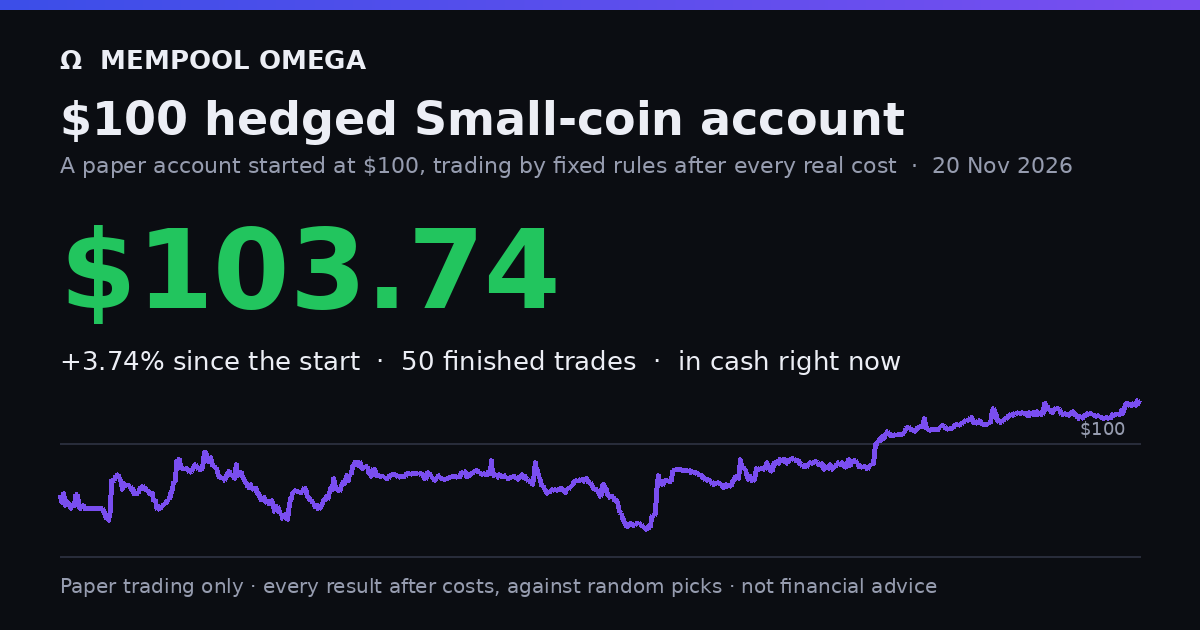 Ω MEMPOOL OMEGA
$100 hedged Small-coin account
A paper account started at $100, trading by fixed rules after every real cost · 20 Nov 2026
$103.74
+3.74% since the start · 50 finished trades · in cash right now
$100
Paper trading only · every result after costs, against random picks · not financial advice